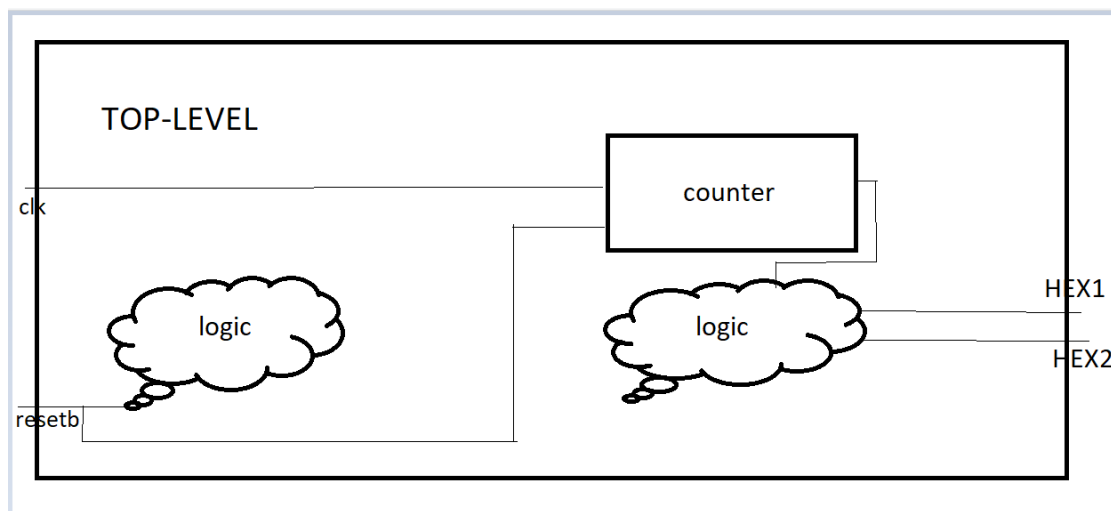 TOP-LEVEL
counter
clk
logic
logic
HEX1
HEX2
resetb